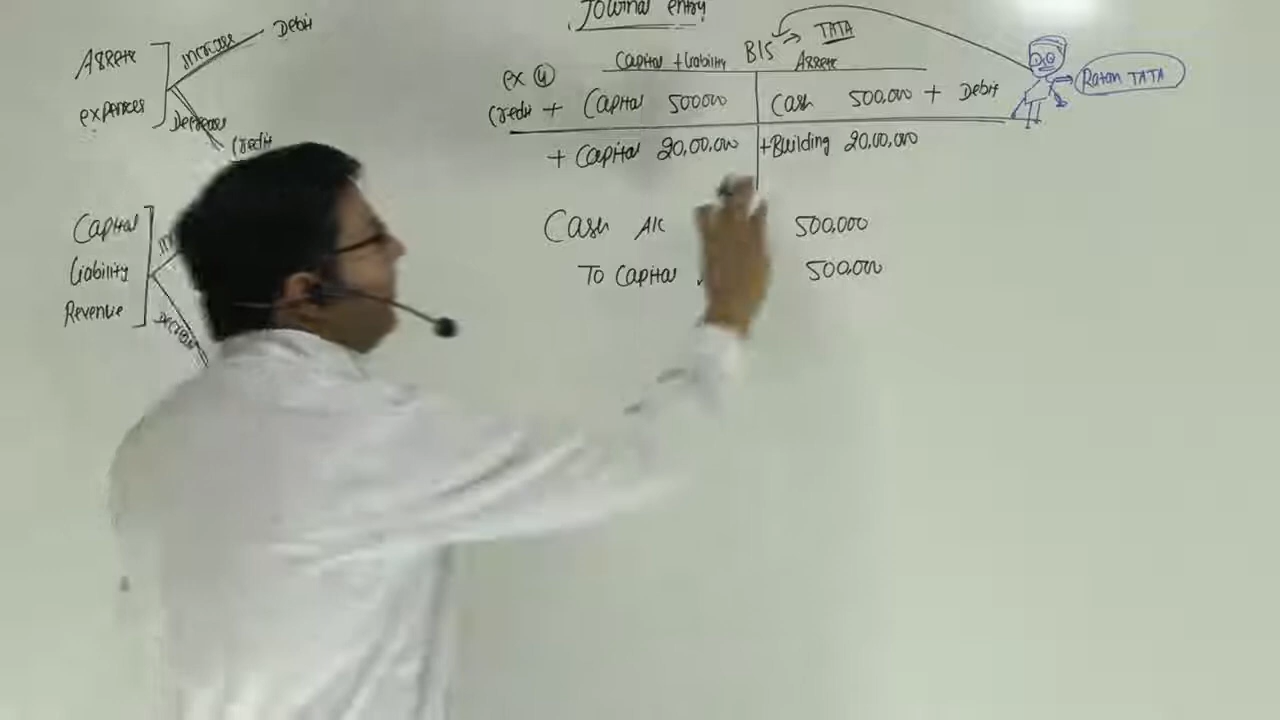 Journal entry
Assets
expences
Increase
Debit
Decrease
Credit
Capital
Liability
Revenue
Decrease
TATA
B/S
Capital + Liability Assets
ex 4
Credit + Capital 500000 Cash 500,000 + Debit
+ Capital 20,00,000 +Building 20,00,000
Ratan TATA
Cash A/c 500,000
To Capital 500,000